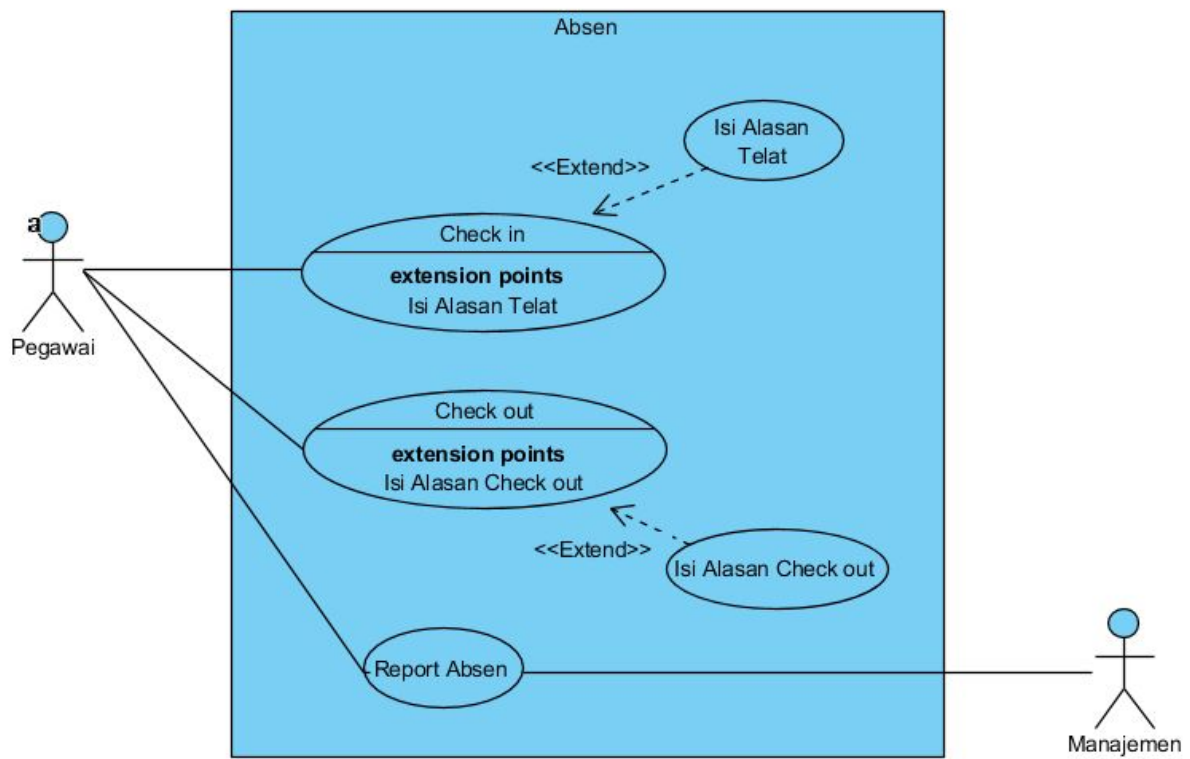 Absen
Isi Alasan
Telat
<<Extend>>
a
Check in
extension points
Isi Alasan Telat
Pegawai
Check out
extension points
Isi Alasan Check out
<<Extend>>
Isi Alasan Check out
Report Absen
Manajemen